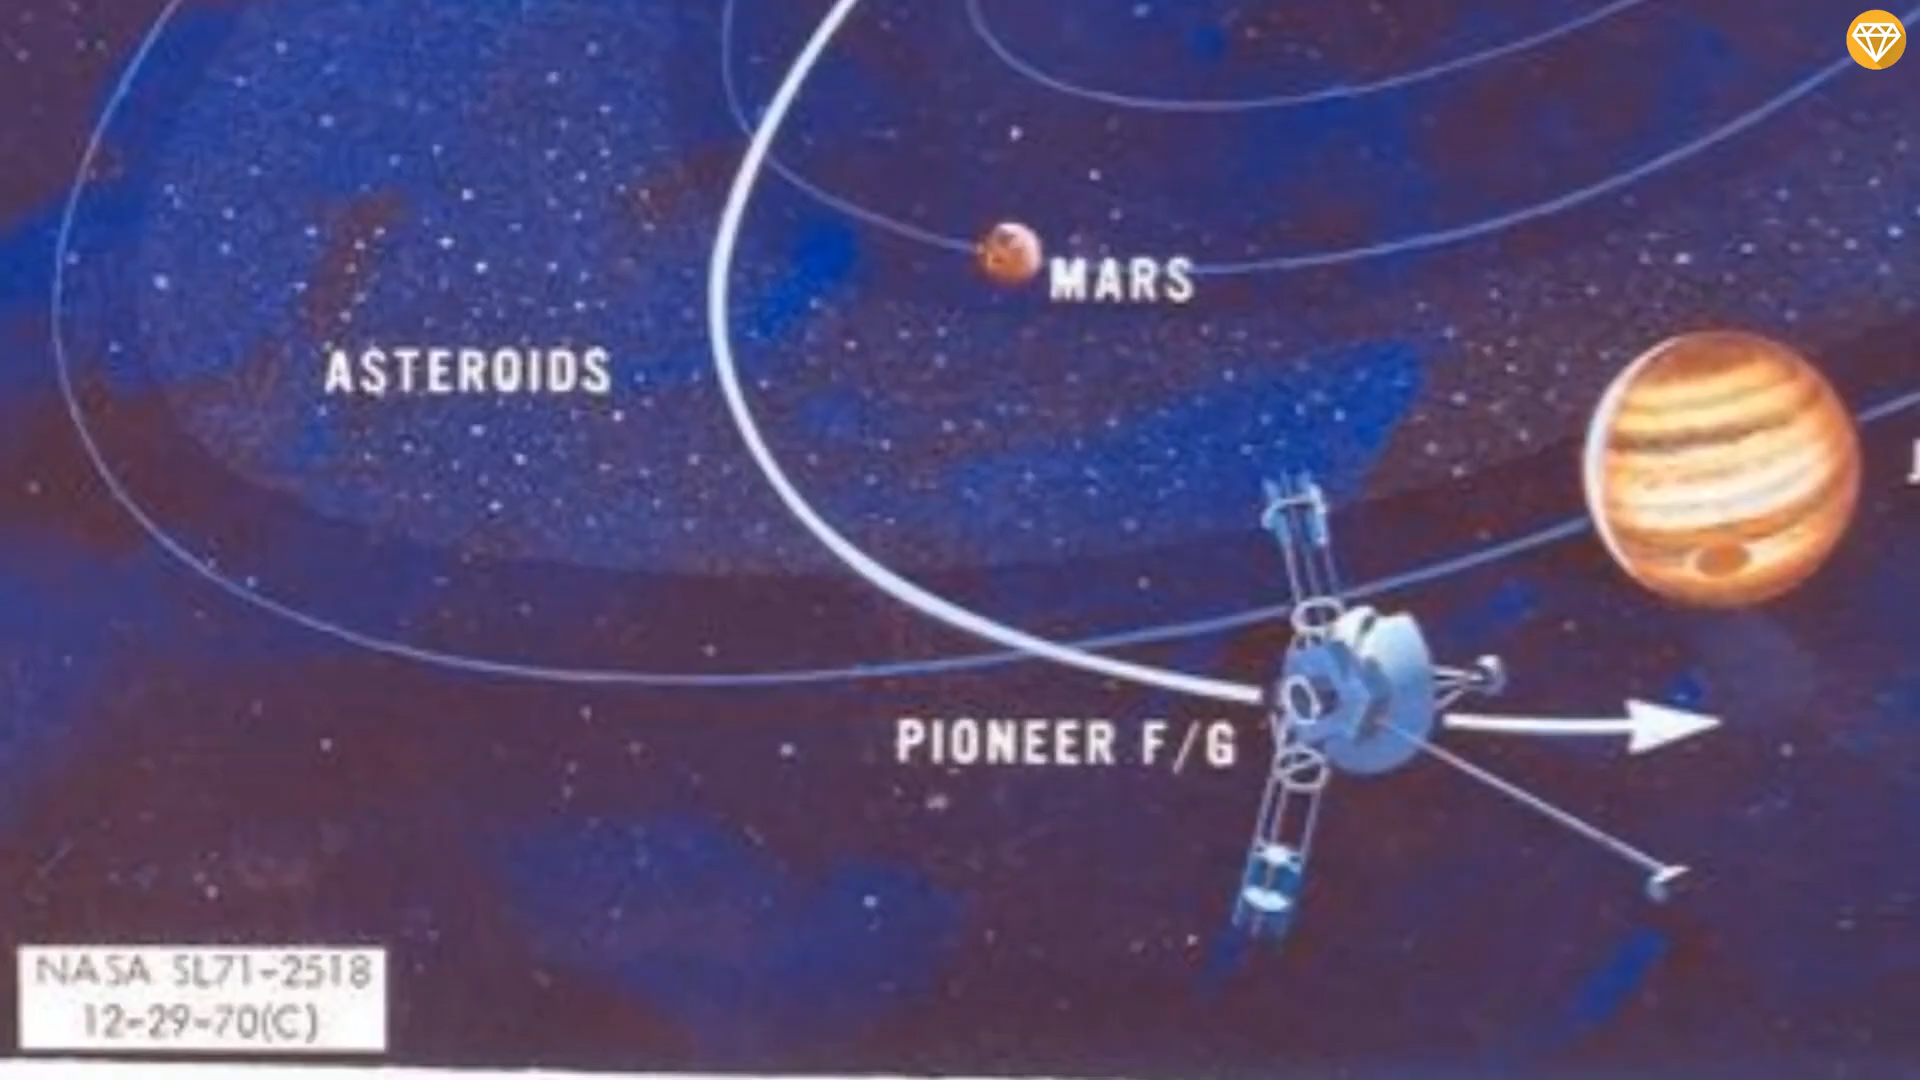 MARS
ASTEROIDS
PIONEER F/G
NASA SL71-2518
12-29-70(C)